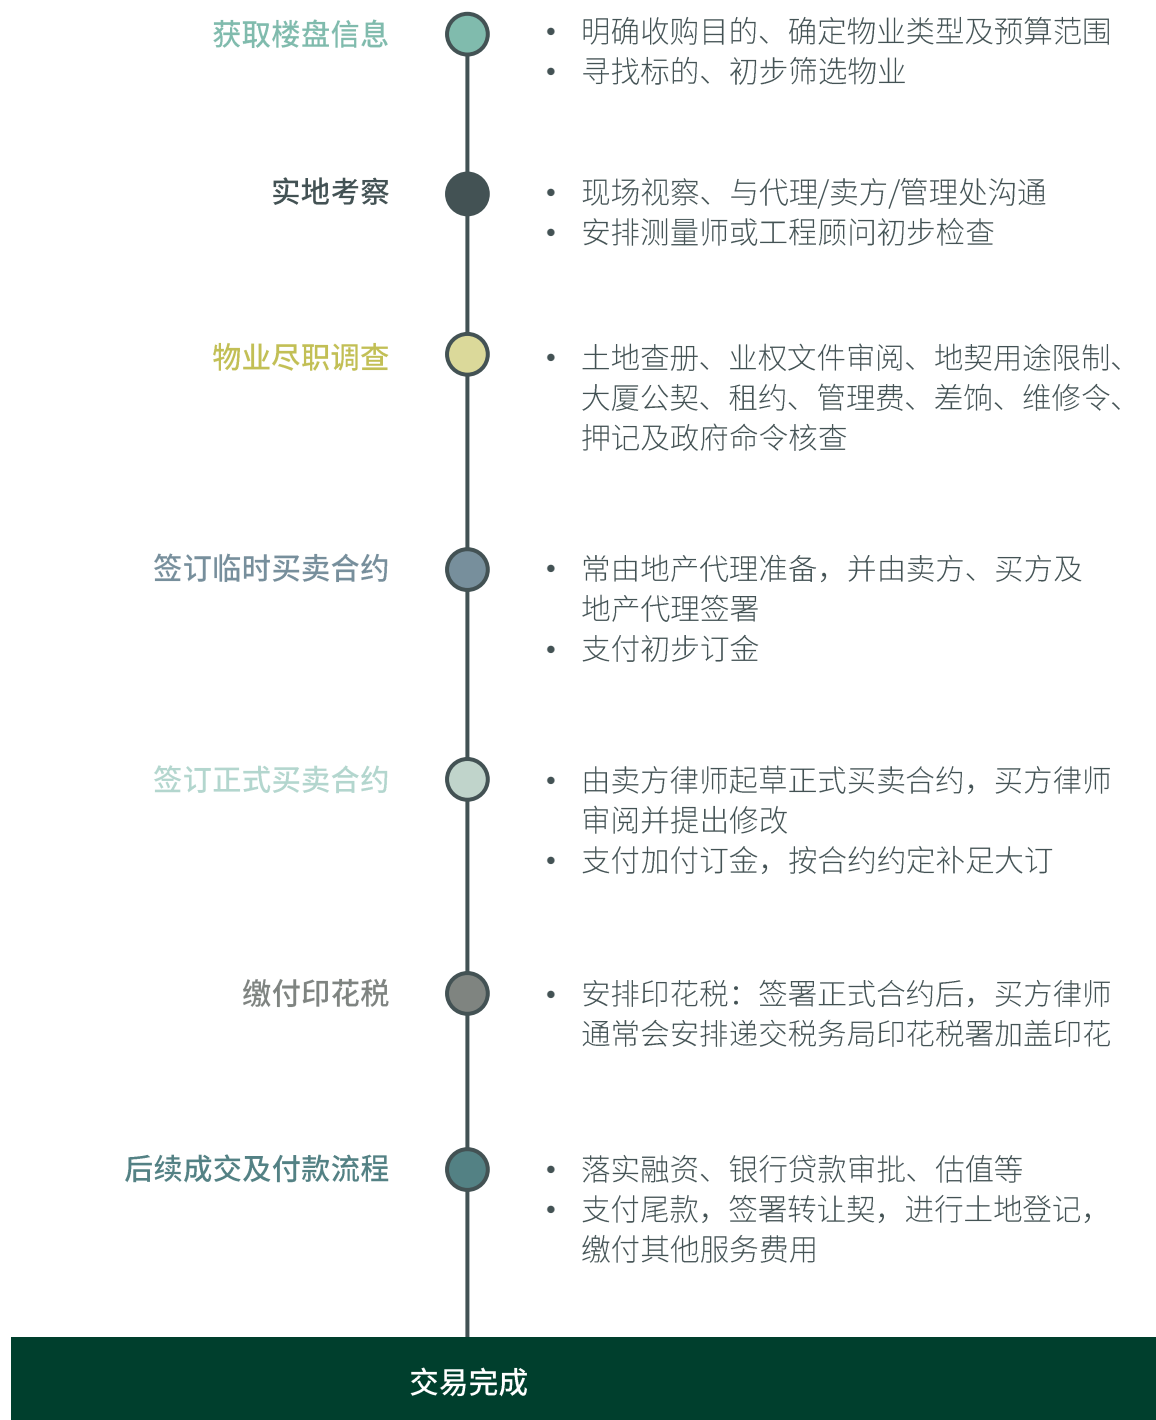 获取楼盘信息
• 明确收购目的、确定物业类型及预算范围
• 寻找标的、初步筛选物业
实地考察
• 现场视察、与代理/卖方/管理处沟通
• 安排测量师或工程顾问初步检查
物业尽职调查
• 土地查册、业权文件审阅、地契用途限制、
大厦公契、租约、管理费、差饷、维修令、
押记及政府命令核查
签订临时买卖合约
• 常由地产代理准备，并由卖方、买方及
地产代理签署
• 支付初步订金
签订正式买卖合约
• 由卖方律师起草正式买卖合约，买方律师
审阅并提出修改
• 支付加付订金，按合约约定补足大订
缴付印花税
• 安排印花税：签署正式合约后，买方律师
通常会安排递交税务局印花税署加盖印花
后续成交及付款流程
• 落实融资、银行贷款审批、估值等
• 支付尾款，签署转让契，进行土地登记，
缴付其他服务费用
交易完成